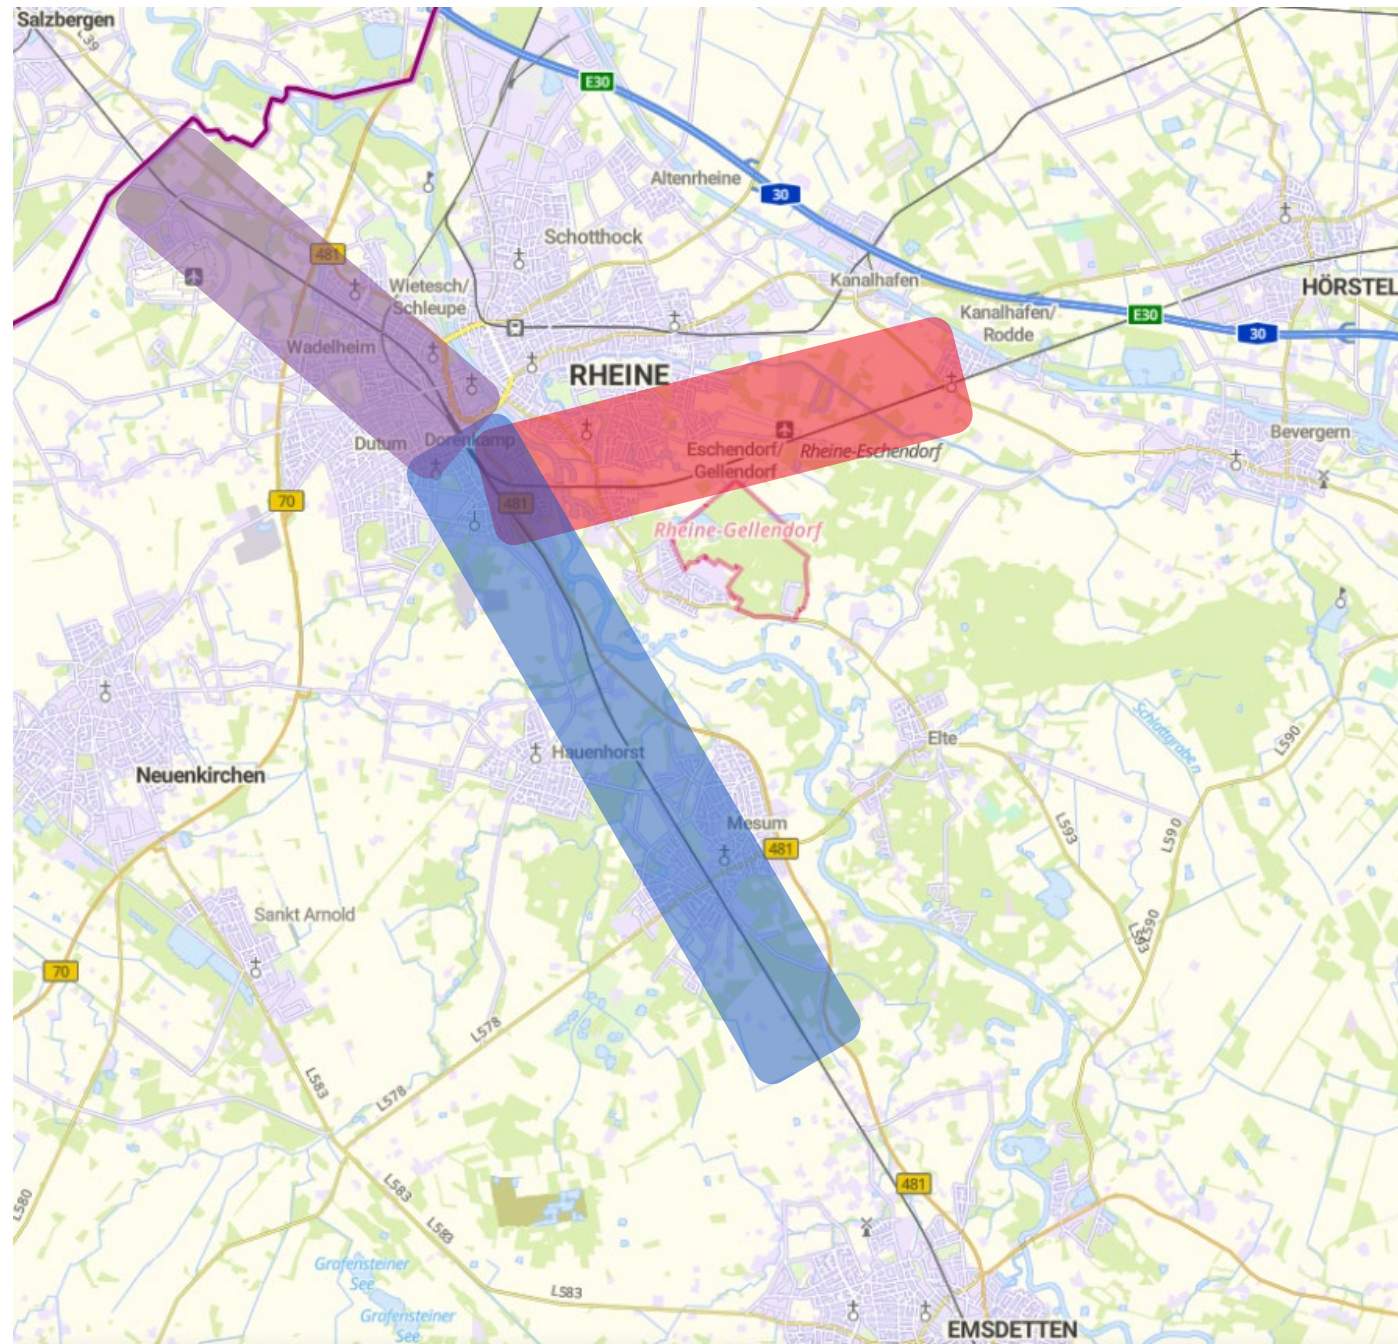 Salzbergen
L39
E30
Altenrheine
30
Schotthock
481
Wietesch/
Schleupe
Kanalhafen
HÖRSTEL
Kanalhafen/
Rodde
E30
30
Wadelheim
RHEINE
Dutum
Dorenkamp
Eschendorf/
Gellendorf
Rheine-Eschendorf
Bevergern
70
481
Rheine-Gellendorf
Schluttgraben
L590
Elte
Hauenhorst
Neuenkirchen
Mesum
481
L593
L590
Sankt Arnold
L590
L593
70
L578
L583
L578
481
L580
L583
L583
Grafensteiner
See
L583
Grafensteiner
See
EMSDETTEN